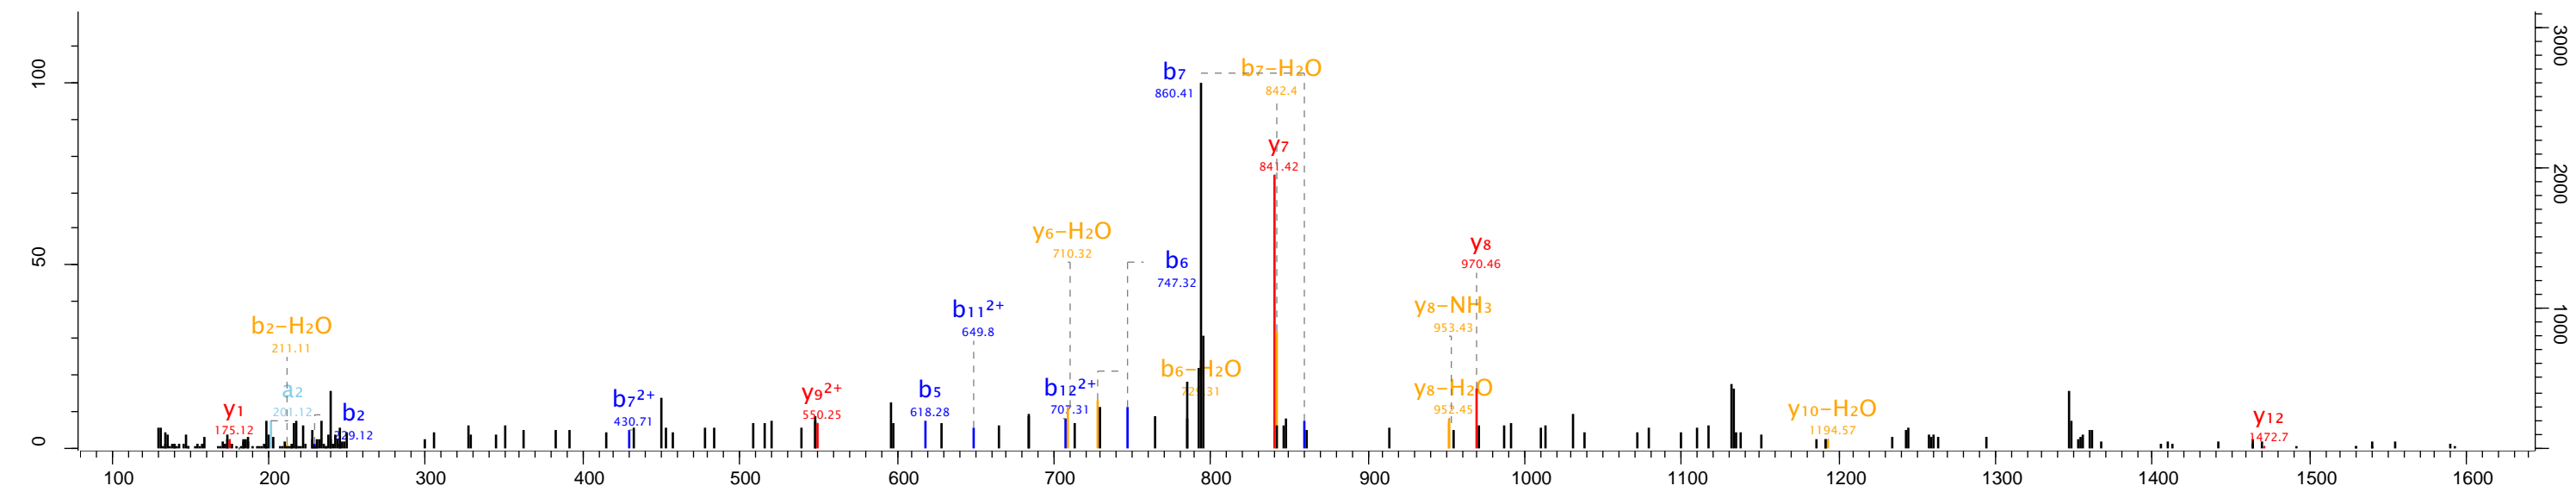 b₇
860.41
b₇-H₂O
842.4
y₇
841.42
y₆-H₂O
710.32
b₆
747.32
y₈
970.46
b₂-H₂O
211.11
b₁₁²⁺
649.8
y₈-NH₃
953.43
a₂
201.12
b₆-H₂O
729.31
y₁
175.12
b₂
229.12
b₇²⁺
430.71
y₉²⁺
550.25
b₅
618.28
b₁₂²⁺
707.31
y₈-H₂O
952.45
y₁₀-H₂O
1194.57
y₁₂
1472.7
100
50
0
3000
2000
1000
100 200 300 400 500 600 700 800 900 1000 1100 1200 1300 1400 1500 1600